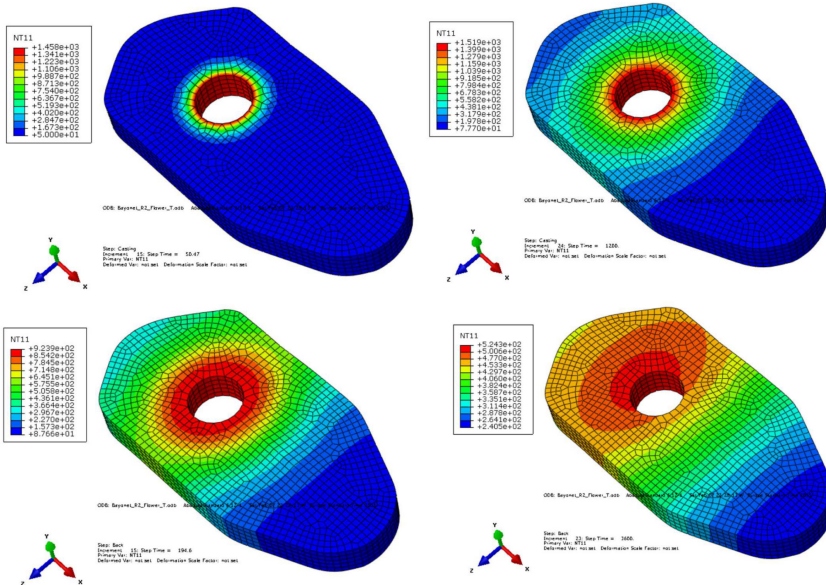 NT11
+1.458e+03
+1.341e+03
+1.223e+03
+1.106e+03
+9.887e+02
+8.713e+02
+7.540e+02
+6.367e+02
+5.193e+02
+4.020e+02
+2.847e+02
+1.673e+02
+5.000e+01
ODB: Bayonet_R2_Flower_T.odb
Step: Casting
Increment 15: Step Time = 50.47
Primary Var: NT11
Deformed Var: not set Deformation Scale Factor: not set
Y
Z
X
NT11
+1.519e+03
+1.399e+03
+1.279e+03
+1.159e+03
+1.039e+03
+9.185e+02
+7.984e+02
+6.783e+02
+5.582e+02
+4.381e+02
+3.179e+02
+1.978e+02
+7.770e+01
ODB: Bayonet_R2_Flower_T.odb
Step: Casting
Increment 24: Step Time = 1200.
Primary Var: NT11
Deformed Var: not set Deformation Scale Factor: not set
Y
Z
X
NT11
+9.239e+02
+8.542e+02
+7.845e+02
+7.148e+02
+6.451e+02
+5.755e+02
+5.058e+02
+4.361e+02
+3.664e+02
+2.967e+02
+2.270e+02
+1.573e+02
+8.766e+01
ODB: Bayonet_R2_Flower_T.odb
Step: Back
Increment 15: Step Time = 194.6
Primary Var: NT11
Deformed Var: not set Deformation Scale Factor: not set
Y
Z
X
NT11
+5.243e+02
+5.006e+02
+4.770e+02
+4.533e+02
+4.297e+02
+4.060e+02
+3.824e+02
+3.587e+02
+3.351e+02
+3.114e+02
+2.878e+02
+2.641e+02
+2.405e+02
ODB: Bayonet_R2_Flower_T.odb
Step: Back
Increment 23: Step Time = 3600.
Primary Var: NT11
Deformed Var: not set Deformation Scale Factor: not set
Y
Z
X